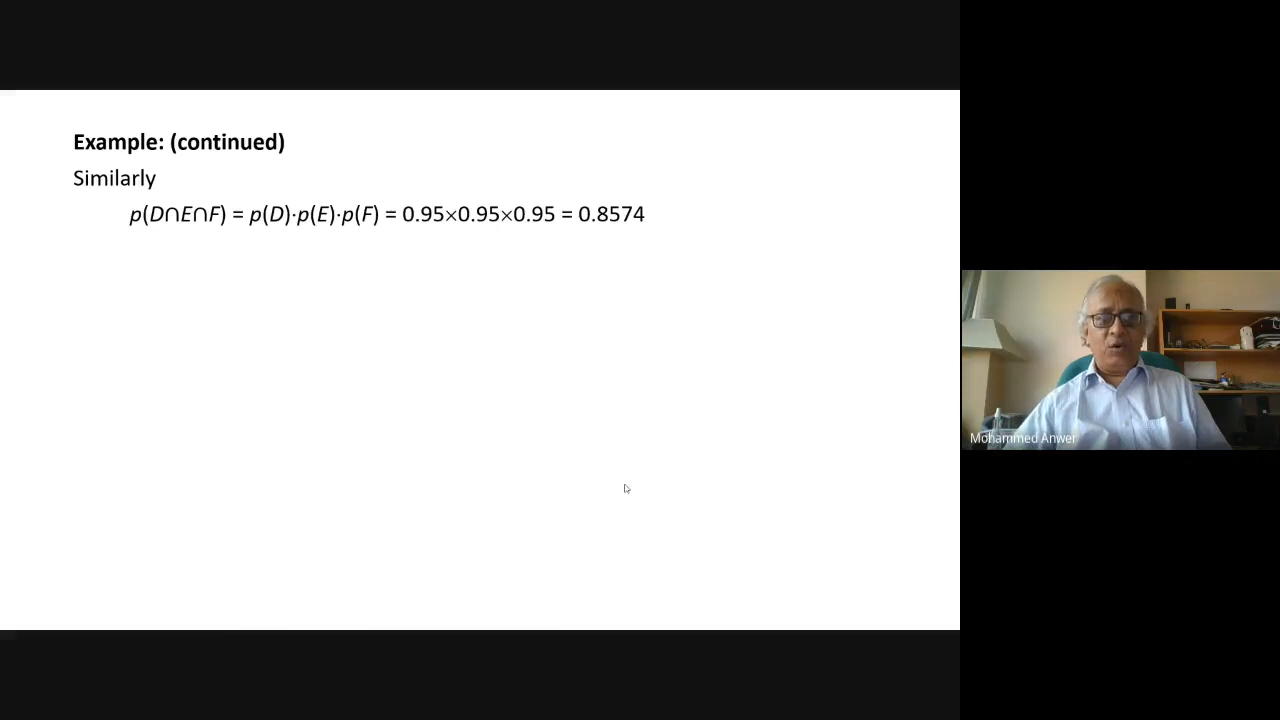 Example: (continued)
Similarly
p(D∩E∩F) = p(D)·p(E)·p(F) = 0.95×0.95×0.95 = 0.8574
Mohammed Anwer